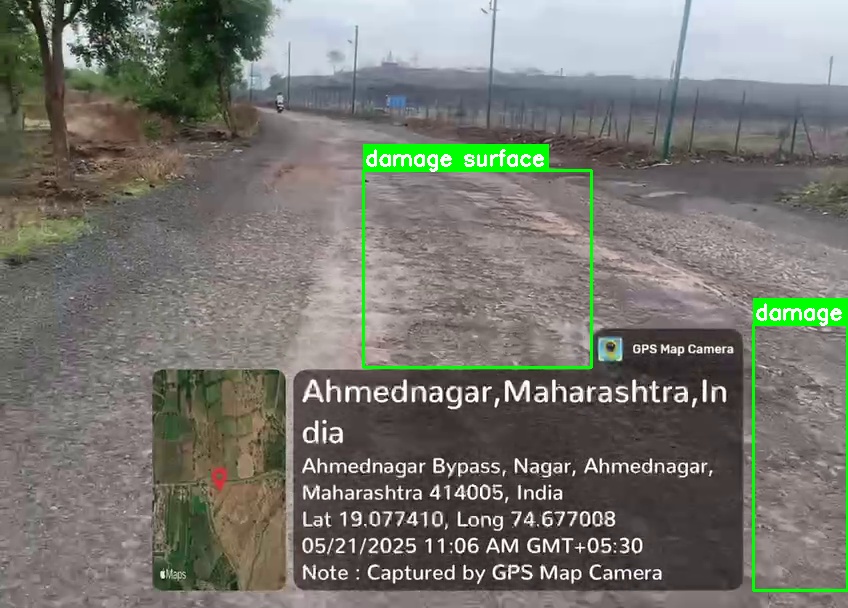 damage surface
damage
GPS Map Camera
Ahmednagar,Maharashtra,In
dia
Ahmednagar Bypass, Nagar, Ahmednagar,
Maharashtra 414005, India
Lat 19.077410, Long 74.677008
05/21/2025 11:06 AM GMT+05:30
Note : Captured by GPS Map Camera
Maps